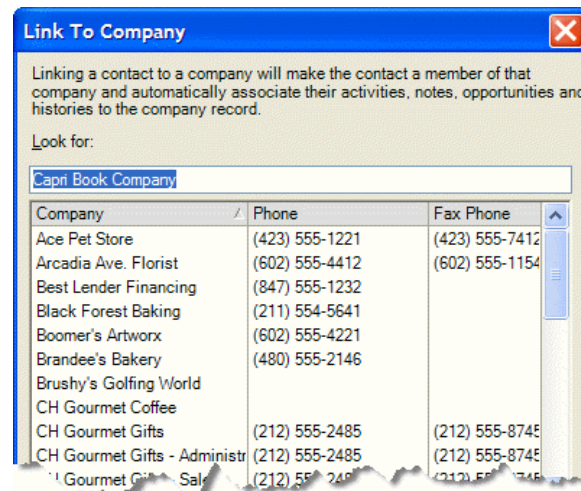 Link To Company
Linking a contact to a company will make the contact a member of that
company and automatically associate their activities, notes, opportunities and
histories to the company record.
Look for:
Capri Book Company
Company Phone Fax Phone
Ace Pet Store (423) 555-1221 (423) 555-7412
Arcadia Ave. Florist (602) 555-4412 (602) 555-1154
Best Lender Financing (847) 555-1232
Black Forest Baking (211) 554-5641
Boomer's Artworx (602) 555-4221
Brandee's Bakery (480) 555-2146
Brushy's Golfing World
CH Gourmet Coffee
CH Gourmet Gifts (212) 555-2485 (212) 555-8745
CH Gourmet Gifts - Administr (212) 555-2485 (212) 555-8745
Gourmet